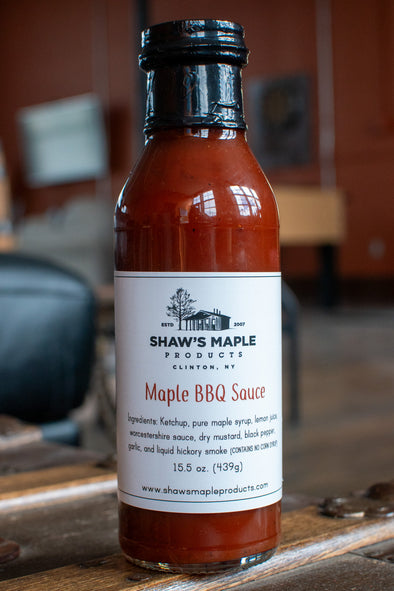 ESTD 2007
SHAW'S MAPLE
PRODUCTS
CLINTON, NY
Maple BBQ Sauce
Ingredients: Ketchup, pure maple syrup, lemon juice,
worcestershire sauce, dry mustard, black pepper,
garlic, and liquid hickory smoke (CONTAINS NO CORN SYRUP)
15.5 oz. (439g)
www.shawsmapleproducts.com